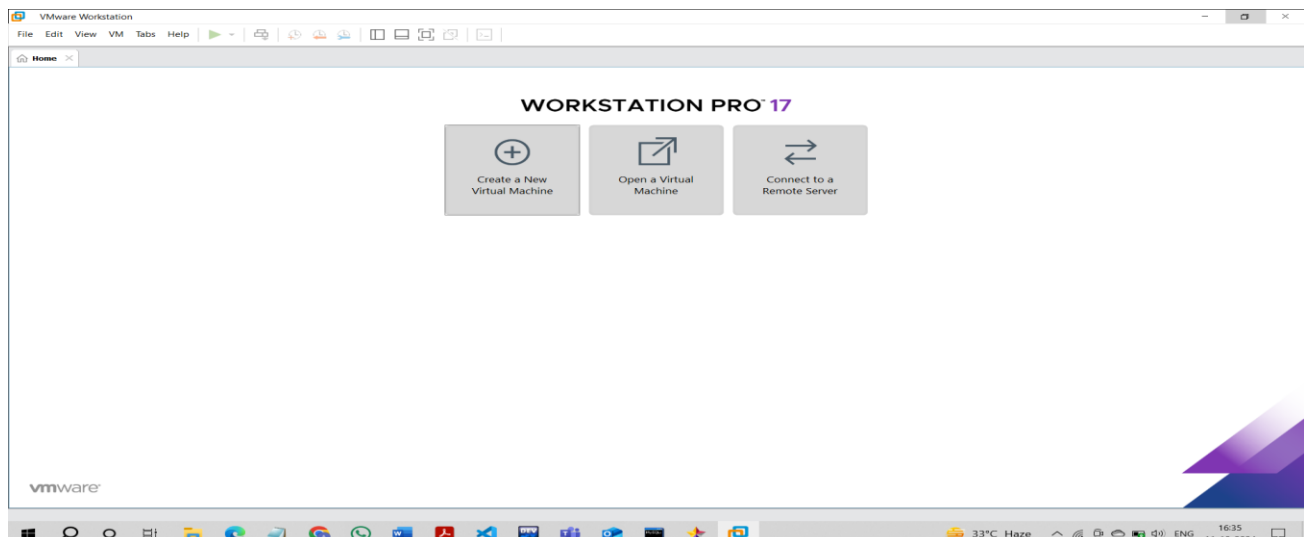 VMware Workstation
File Edit View VM Tabs Help
Home
WORKSTATION PRO™ 17
Create a New
Virtual Machine
Open a Virtual
Machine
Connect to a
Remote Server
vmware
33°C Haze
ENG
16:35